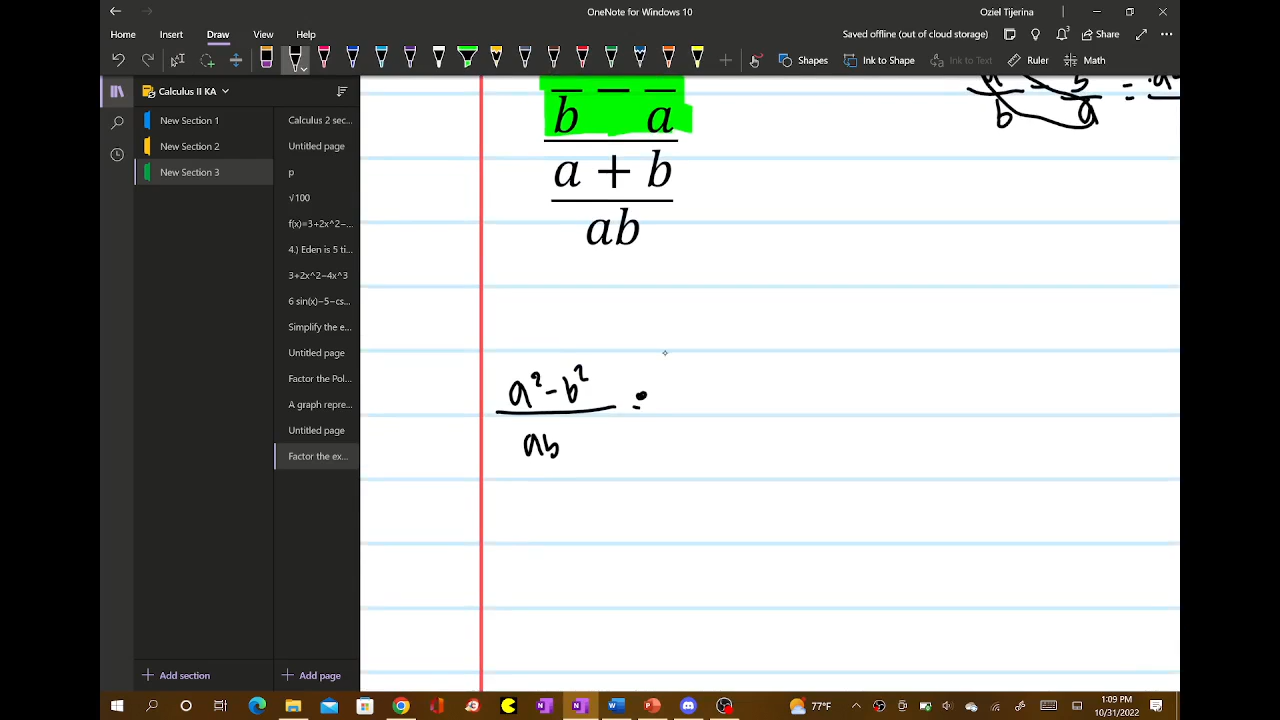 OneNote for Windows 10
Oziel Tijerina
Home Insert Draw View Help
Saved offline (out of cloud storage)
3
Share
Shapes
Ink to Shape
Ink to Text
Ruler
Math
Calculus II KA
New Section 1
New Section 2
New Section 3
Calculus 2 sec...
Untitled page
p
√100
f(x)=3+2x^2−...
4.) Eden is 5 ti...
3+2x^2−4x^3
6 sin(x)−5−cs...
Simplify the e...
Untitled page
Factor the Pol...
A graph repre...
Untitled page
Factor the ex...
Add section
Add page
— — —
b a
a + b
ab
b a =
a² - b²
ab
77°F
1:09 PM
10/31/2022